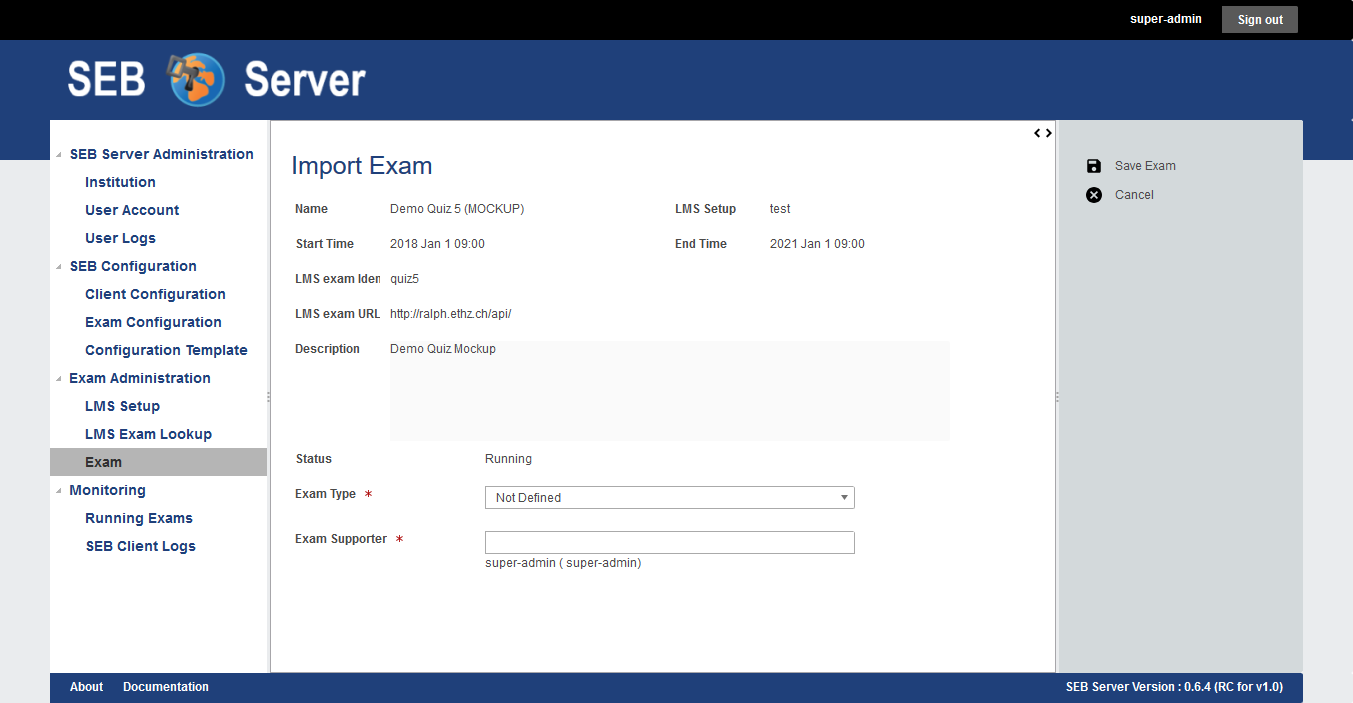 super-admin
Sign out
SEB Server
SEB Server Administration
Institution
User Account
User Logs
SEB Configuration
Client Configuration
Exam Configuration
Configuration Template
Exam Administration
LMS Setup
LMS Exam Lookup
Exam
Monitoring
Running Exams
SEB Client Logs
Import Exam
Name Demo Quiz 5 (MOCKUP) LMS Setup test
Start Time 2018 Jan 1 09:00 End Time 2021 Jan 1 09:00
LMS exam Iden quiz5
LMS exam URL http://ralph.ethz.ch/api/
Description Demo Quiz Mockup
Status Running
Exam Type * Not Defined
Exam Supporter *
super-admin ( super-admin)
Save Exam
Cancel
About Documentation
SEB Server Version : 0.6.4 (RC for v1.0)